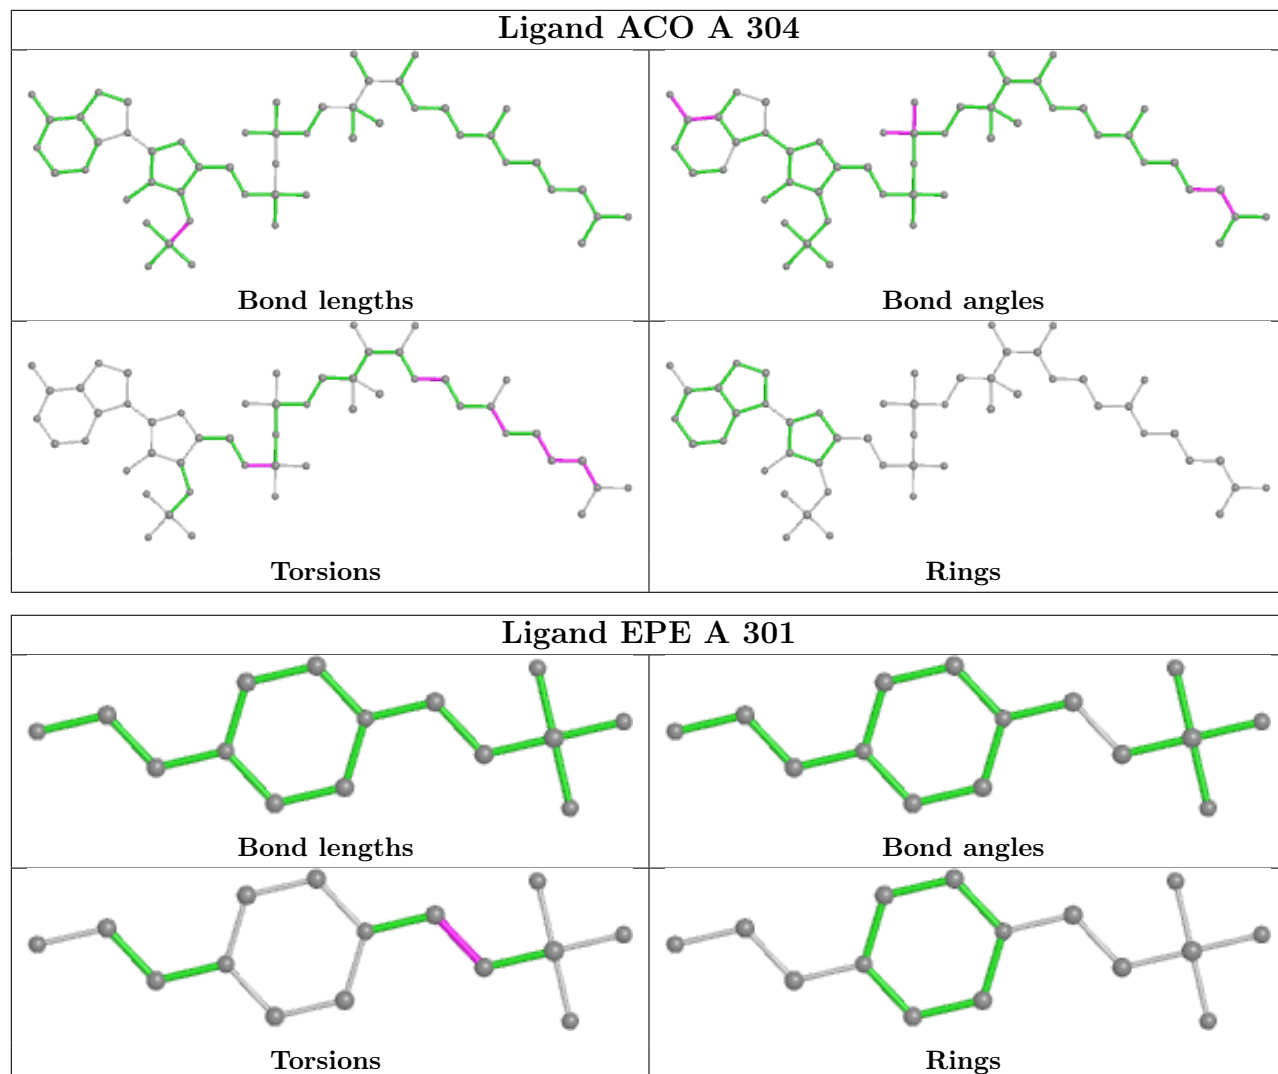 Ligand ACO A 304
Bond lengths
Bond angles
Torsions
Rings
Ligand EPE A 301
Bond lengths
Bond angles
Torsions
Rings